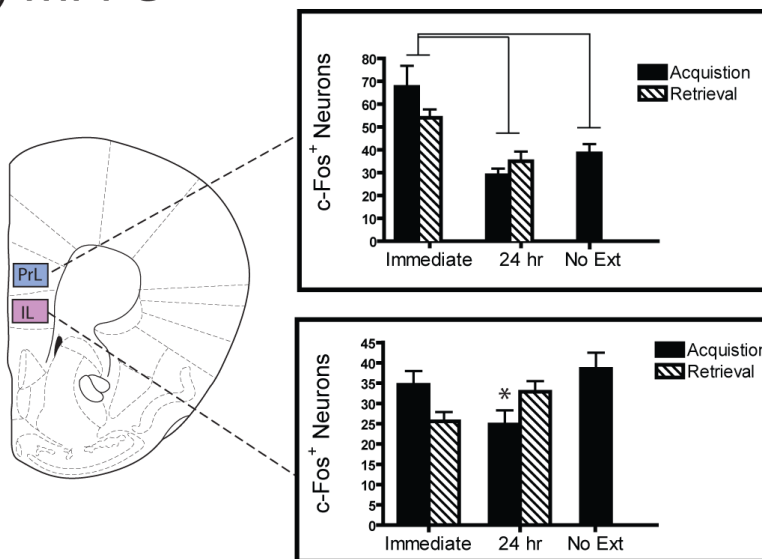 PrL
IL
c-Fos+ Neurons
80
70
60
50
40
30
20
10
0
Immediate 24 hr No Ext
Acquistion
Retrieval
c-Fos+ Neurons
45
40
35
30
25
20
15
10
5
0
*
Immediate 24 hr No Ext
Acquistion
Retrieval